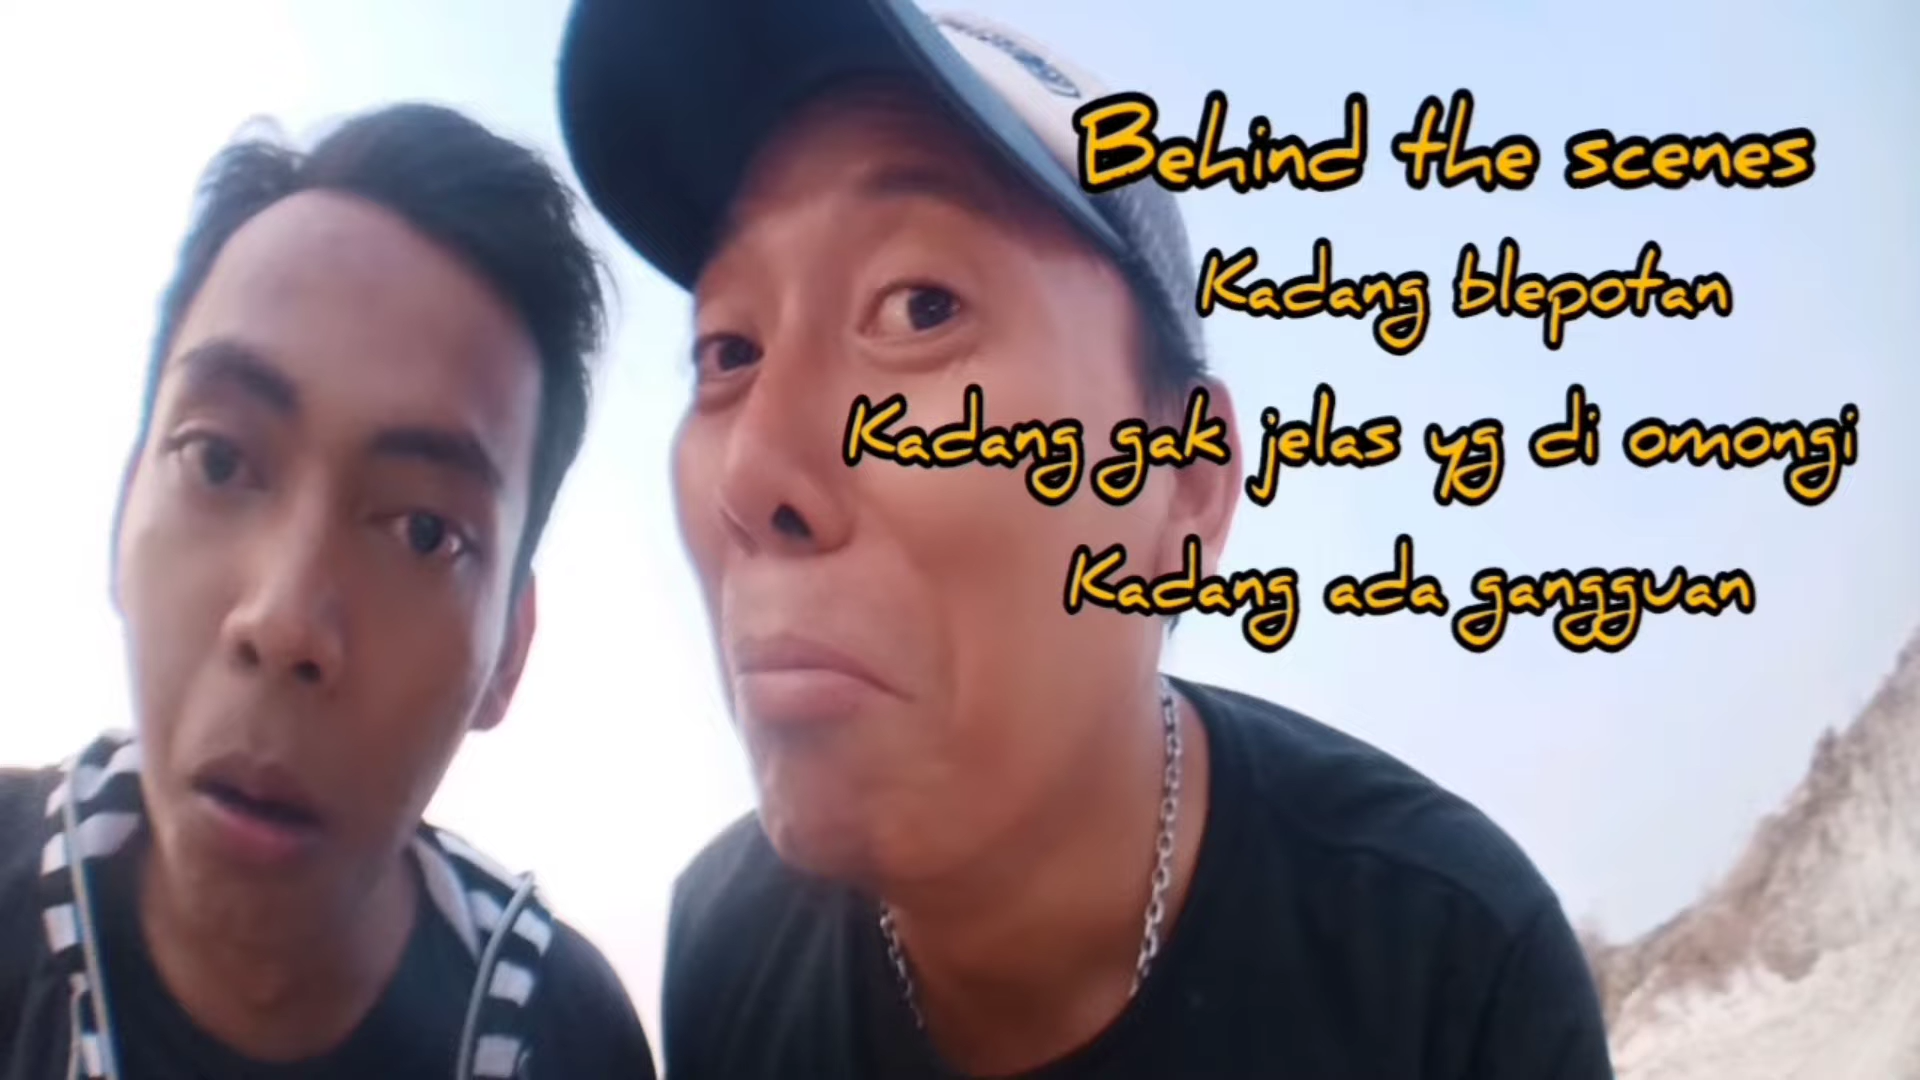 Behind the scenes
Kadang blepotan
Kadang gak jelas yg di omongi
Kadang ada gangguan